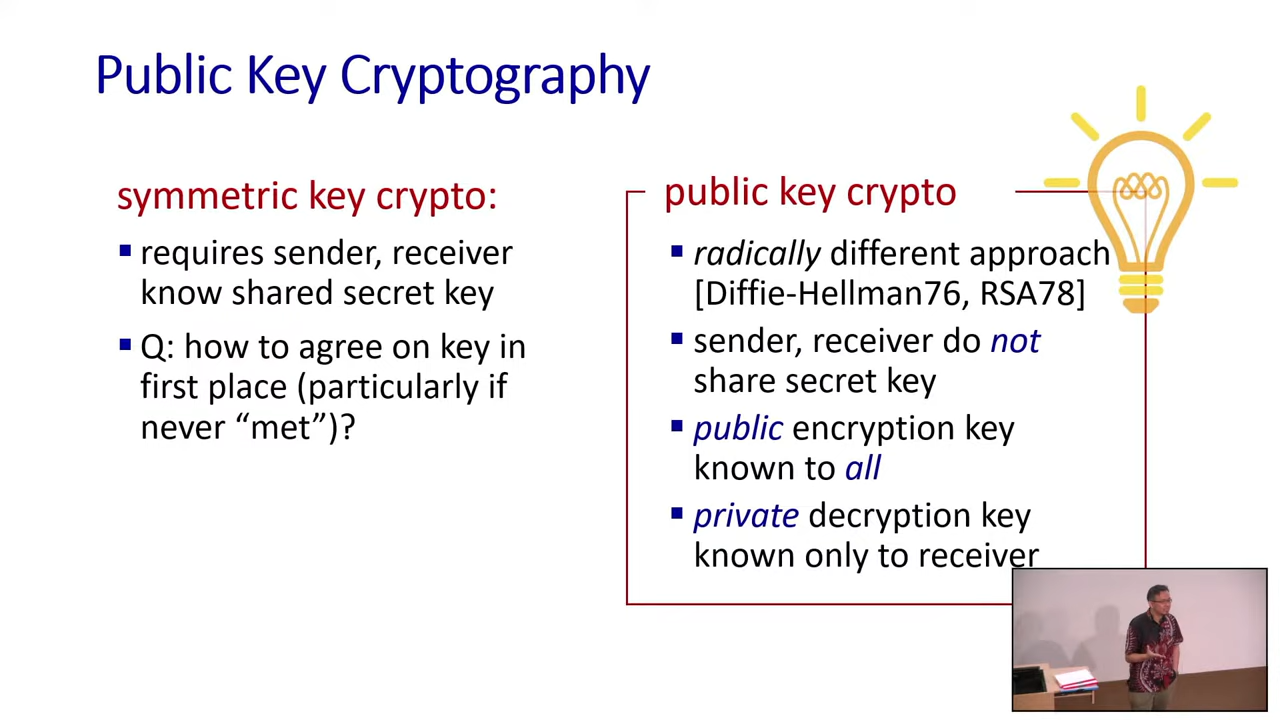 Public Key Cryptography
symmetric key crypto:
▪ requires sender, receiver
know shared secret key
▪ Q: how to agree on key in
first place (particularly if
never “met”)?
public key crypto
▪ radically different approach
[Diffie-Hellman76, RSA78]
▪ sender, receiver do not
share secret key
▪ public encryption key
known to all
▪ private decryption key
known only to receiver